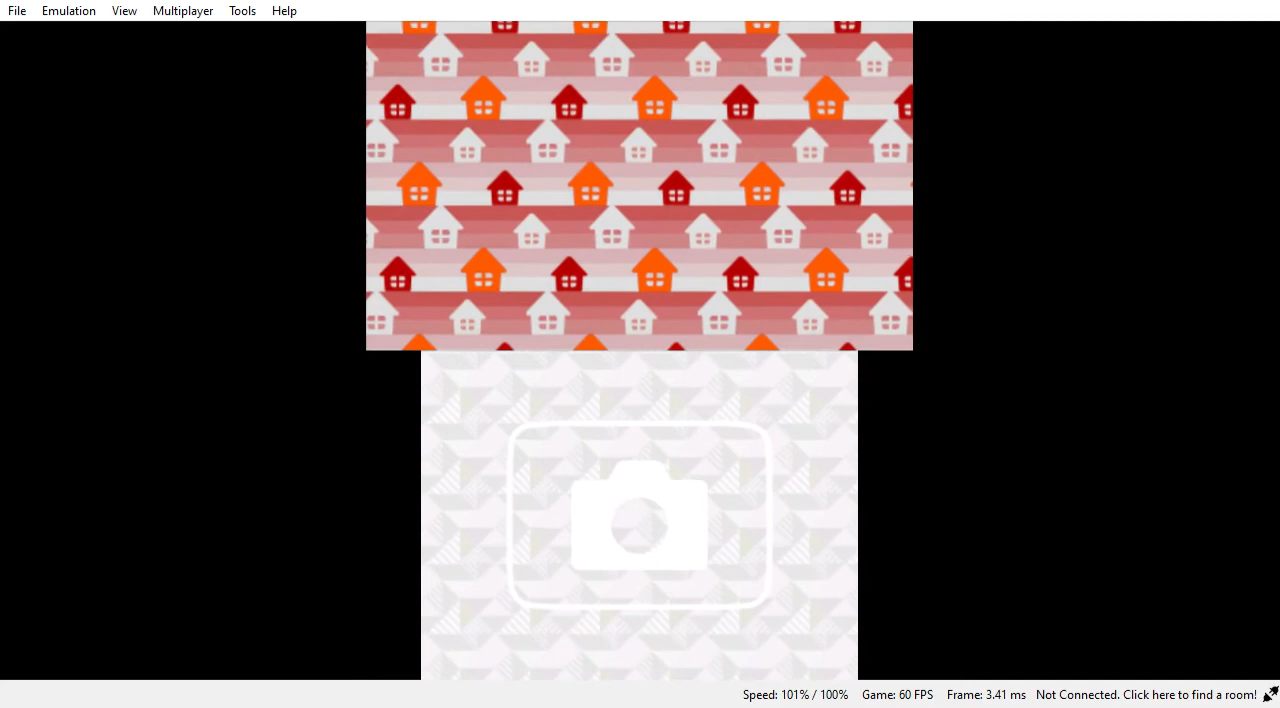 File Emulation View Multiplayer Tools Help
Speed: 101% / 100% Game: 60 FPS Frame: 3.41 ms Not Connected. Click here to find a room!